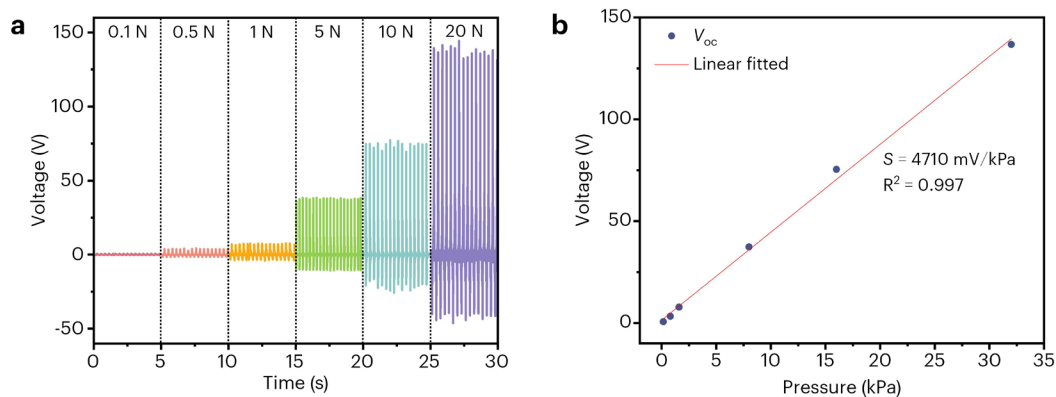 a
0.1 N 0.5 N 1 N 5 N 10 N 20 N
150
100
50
0
-50
Voltage (V)
0 5 10 15 20 25 30
Time (s)
b
150
100
50
0
Voltage (V)
Voc
Linear fitted
S = 4710 mV/kPa
R² = 0.997
0 5 10 15 20 25 30 35
Pressure (kPa)